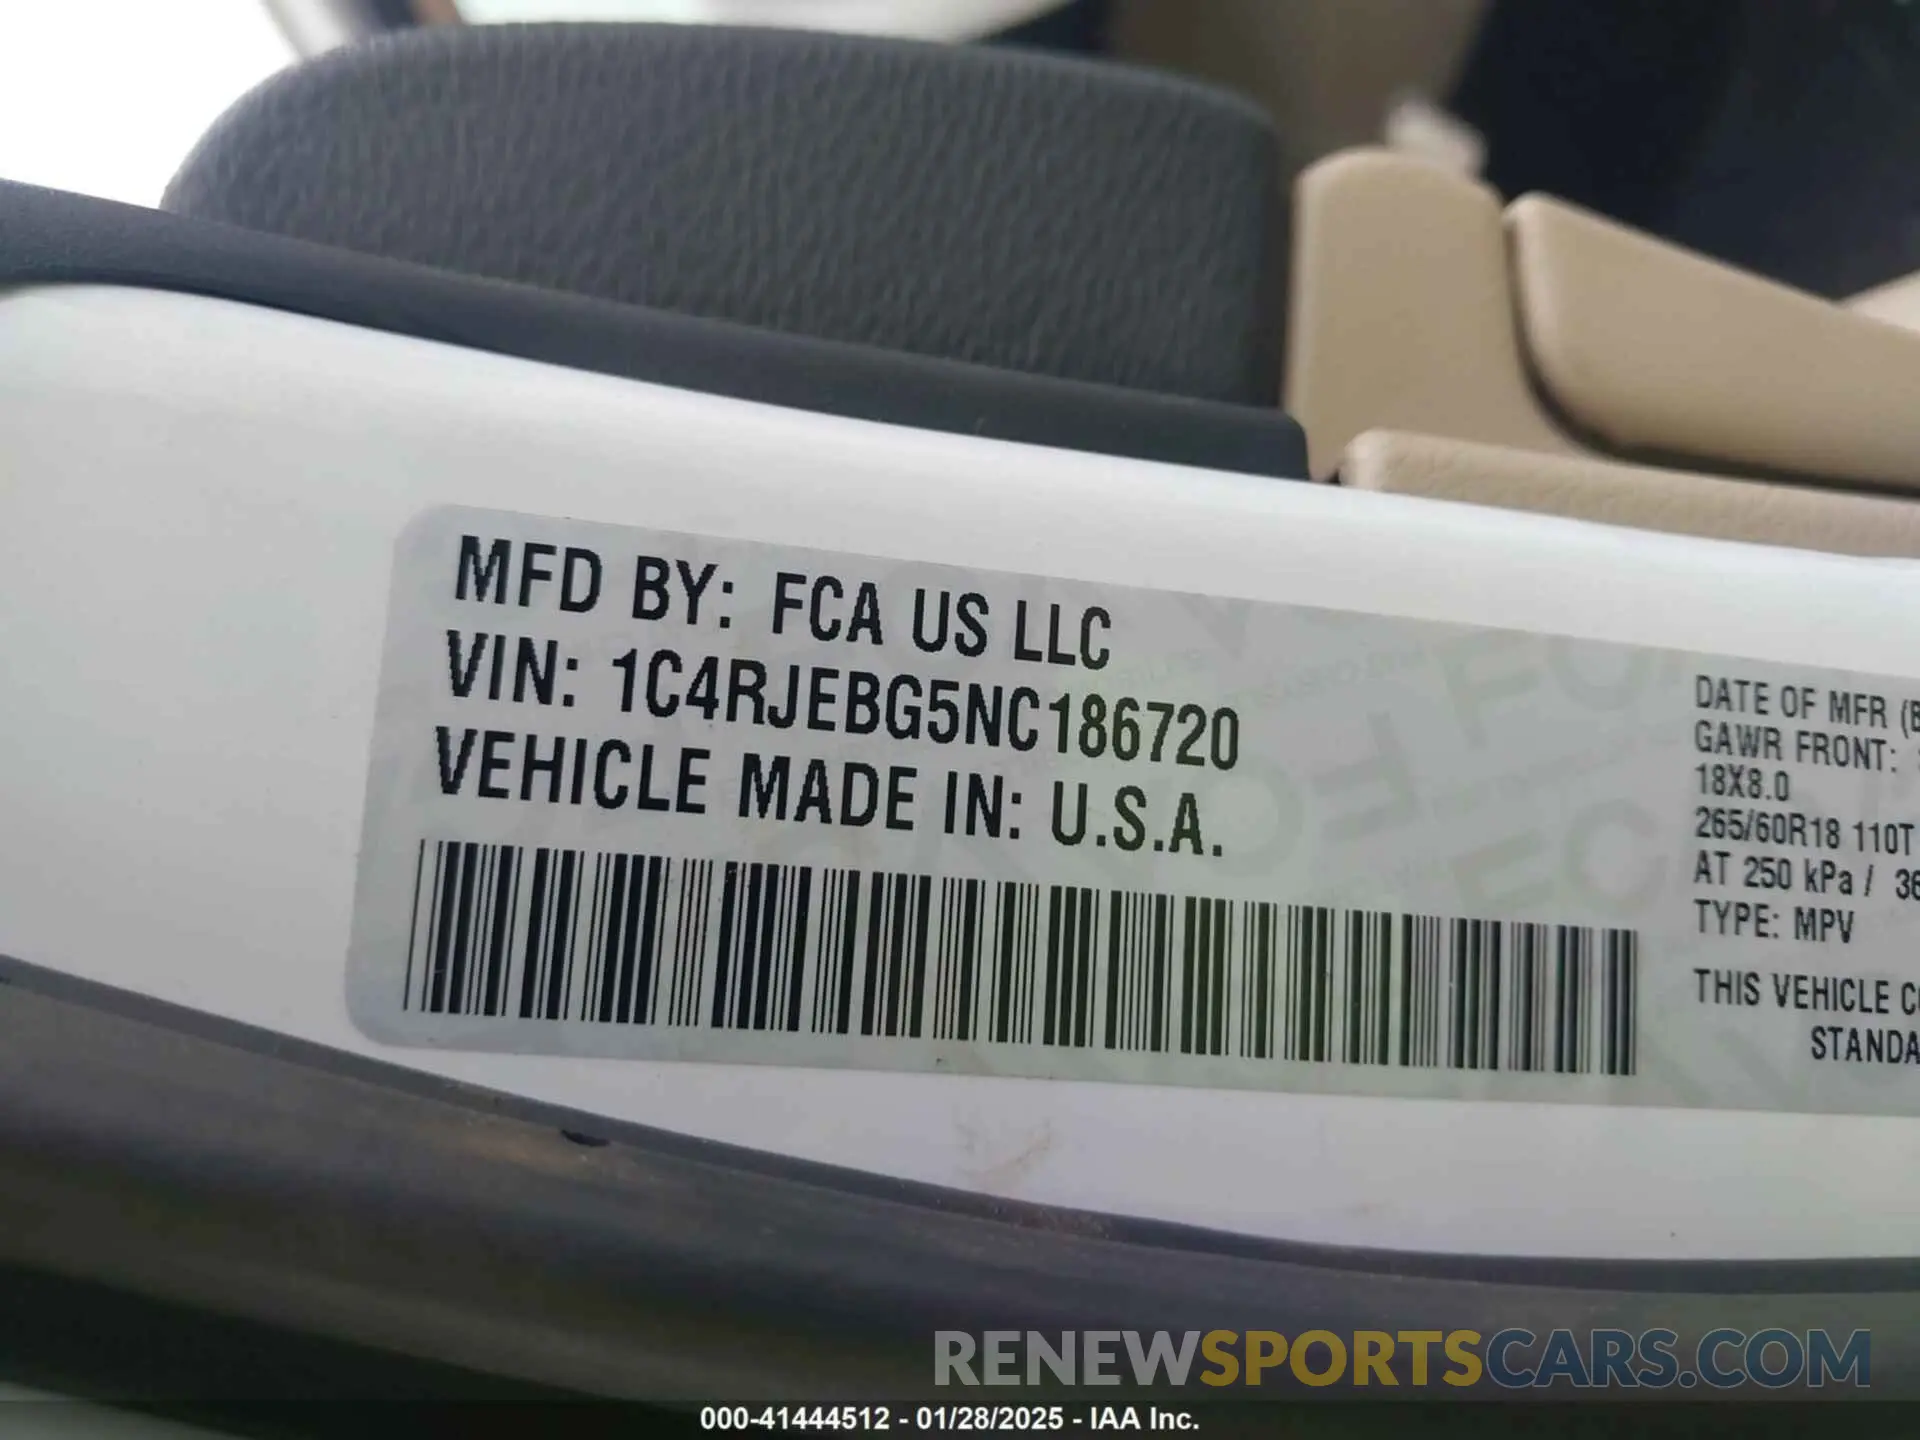 MFD BY: FCA US LLC
VIN: 1C4RJEBG5NC186720
VEHICLE MADE IN: U.S.A.
DATE OF MFR
GAWR FRONT:
18X8.0
265/60R18 110T
AT 250 kPa / 36
TYPE: MPV
THIS VEHICLE
RENEWSPORTSCARS.COM
000-41444512 - 01/28/2025 - IAA Inc.